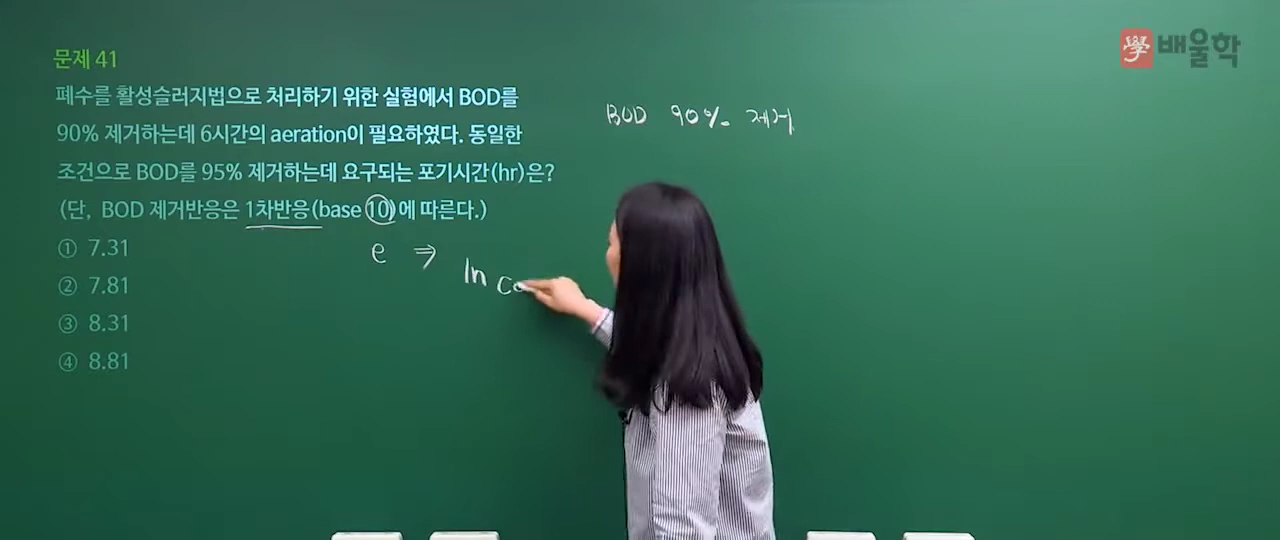 學 배울학
문제 41
폐수를 활성슬러지법으로 처리하기 위한 실험에서 BOD를
90% 제거하는데 6시간의 aeration이 필요하였다. 동일한
조건으로 BOD를 95% 제거하는데 요구되는 포기시간(hr)은?
(단, BOD 제거반응은 1차반응(base 10)에 따른다.)
① 7.31
② 7.81
③ 8.31
④ 8.81
BOD 90% 제거
e ⇒ ln Co